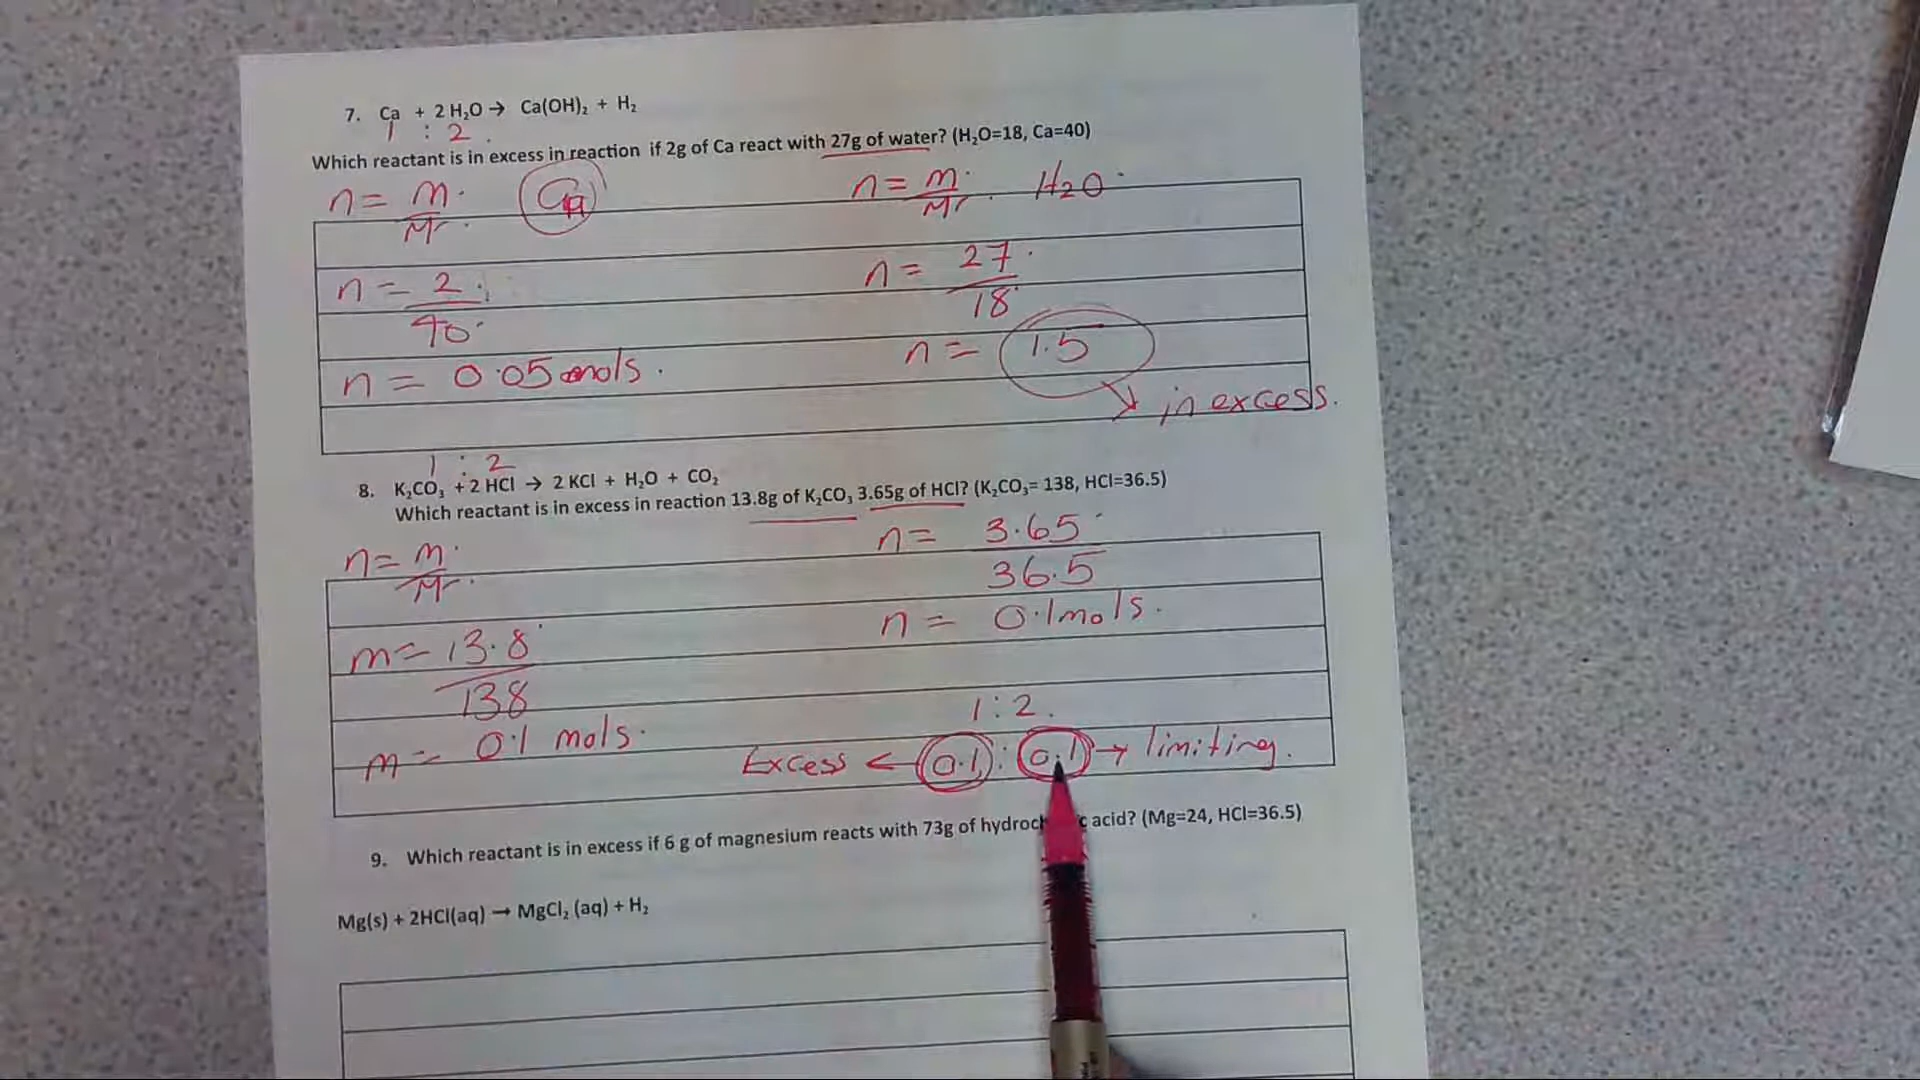 7. Ca + 2 H₂O → Ca(OH)₂ + H₂
1 : 2
Which reactant is in excess in reaction if 2g of Ca react with 27g of water? (H₂O=18, Ca=40)
n = m/Mr Ca
n = m/Mr H2O
n = 2/40
n = 27/18
n = 0.05 mols.
n = 1.5
in excess.
1 : 2
8. K₂CO₃ + 2 HCl → 2 KCl + H₂O + CO₂
Which reactant is in excess in reaction 13.8g of K₂CO₃ 3.65g of HCl? (K₂CO₃= 138, HCl=36.5)
n = m/Mr
n = 3.65/36.5
n = 0.1mols.
m = 13.8/138
m = 0.1 mols.
1 : 2.
Excess ← 0.1 : 0.1 → limiting.
9. Which reactant is in excess if 6 g of magnesium reacts with 73g of acid? (Mg=24, HCl=36.5)
Mg(s) + 2HCl(aq) → MgCl₂ (aq) + H₂